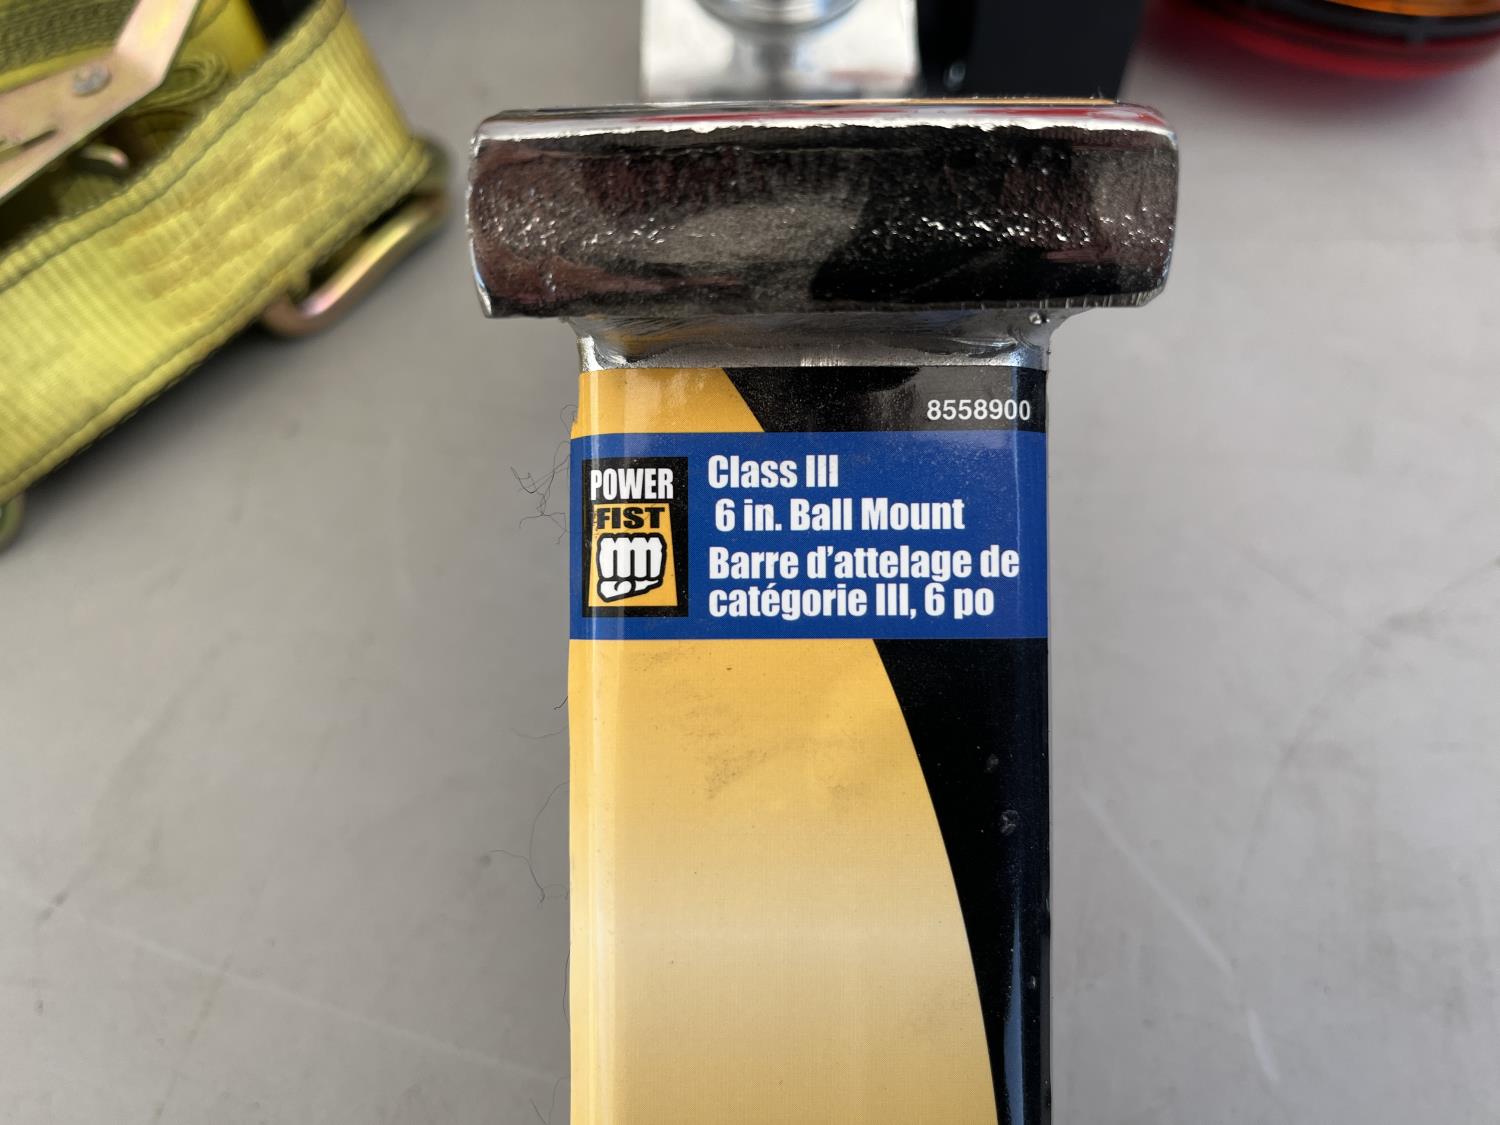 8558900
POWER
FIST
Class III
6 in. Ball Mount
Barre d'attelage de
catégorie III, 6 po